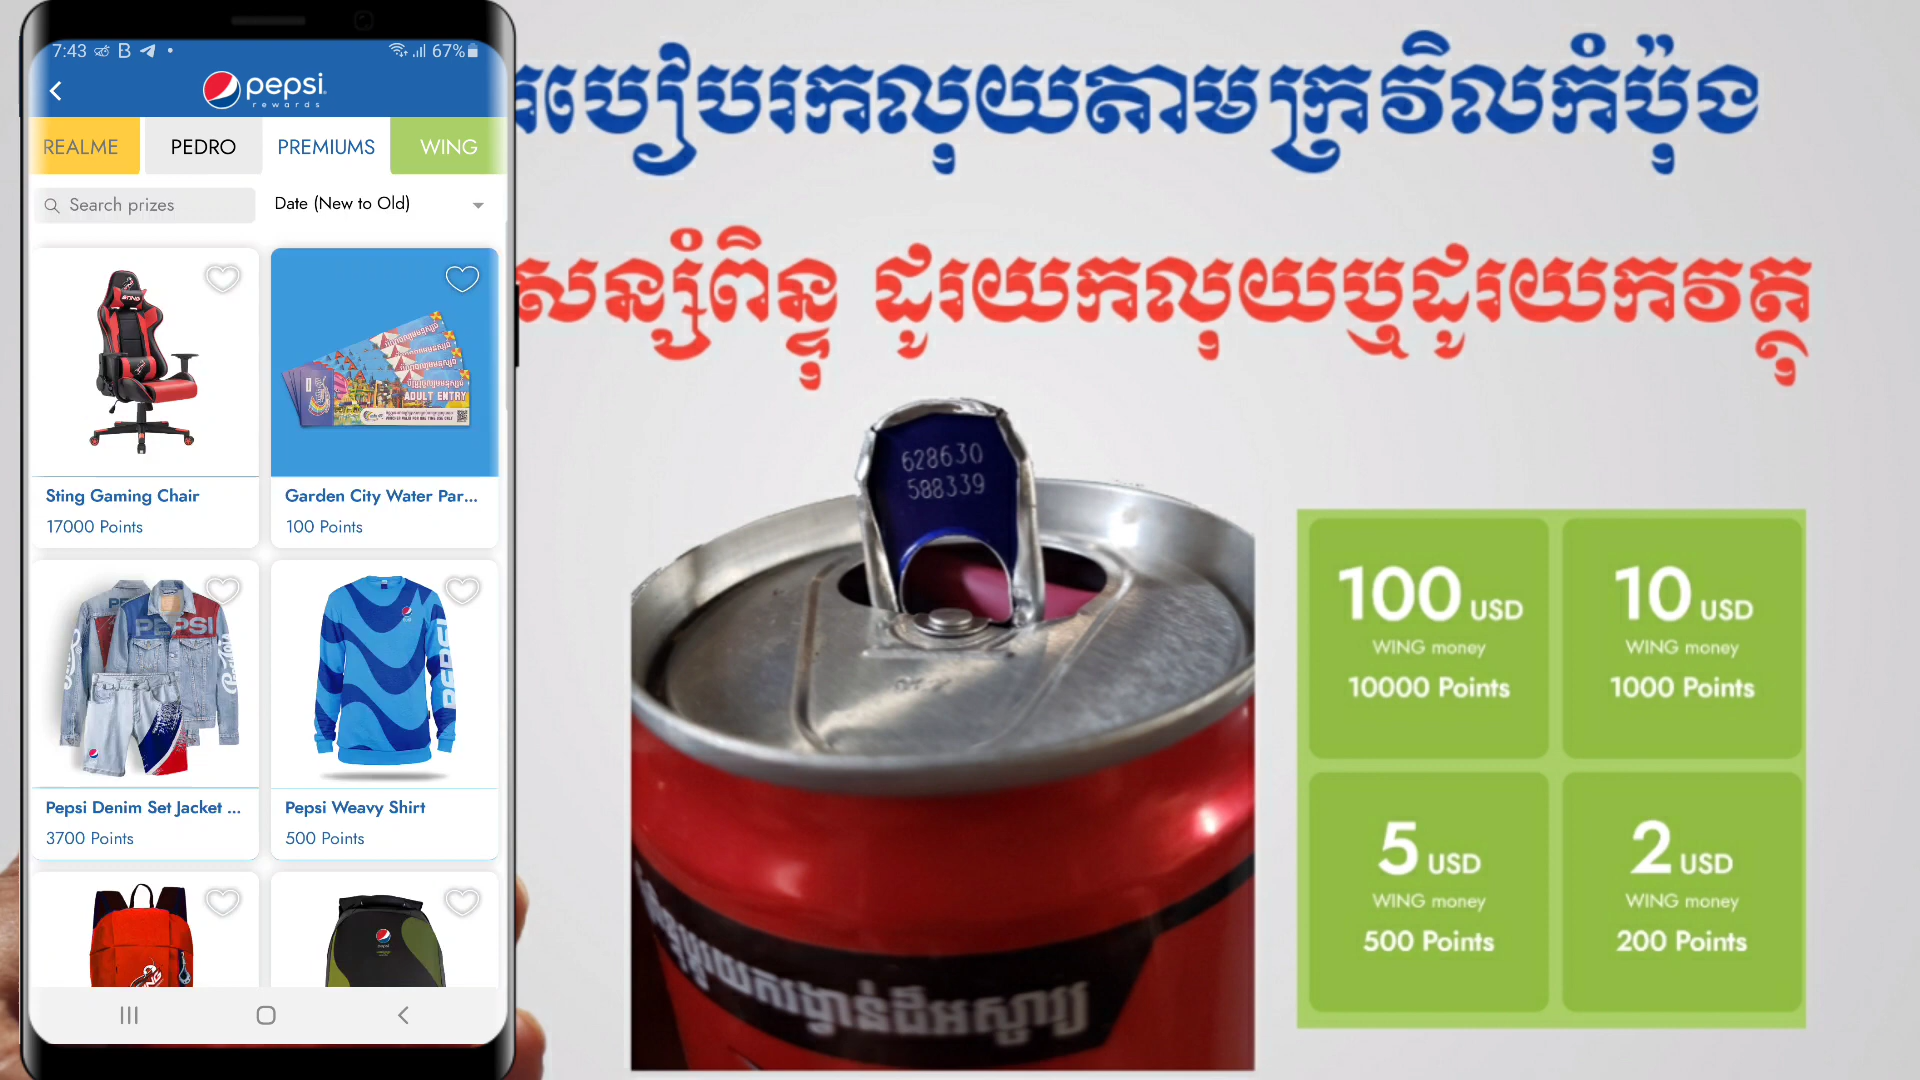 7:43
67%
pepsi
rewards
REALME
PEDRO
PREMIUMS
WING
Search prizes
Date (New to Old)
STING
ADULT ENTRY
Sting Gaming Chair
17000 Points
Garden City Water Par...
100 Points
PEPSI
PEPSI
Pepsi Denim Set Jacket ...
3700 Points
Pepsi Weavy Shirt
500 Points
របៀបរកលុយតាមក្រវិលកំប៉ុង
សន្សំពិន្ទុ ដូរយកលុយឬដូរយកវត្ថុ
628630
588339
100 USD
WING money
10000 Points
10 USD
WING money
1000 Points
5 USD
WING money
500 Points
2 USD
WING money
200 Points